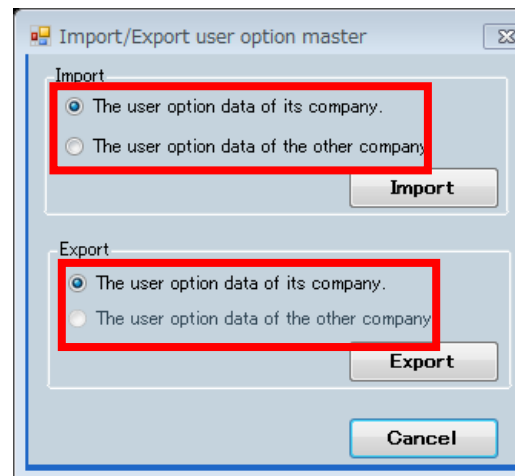 Import/Export user option master
Import
The user option data of its company.
The user option data of the other company
Import
Export
The user option data of its company.
The user option data of the other company
Export
Cancel